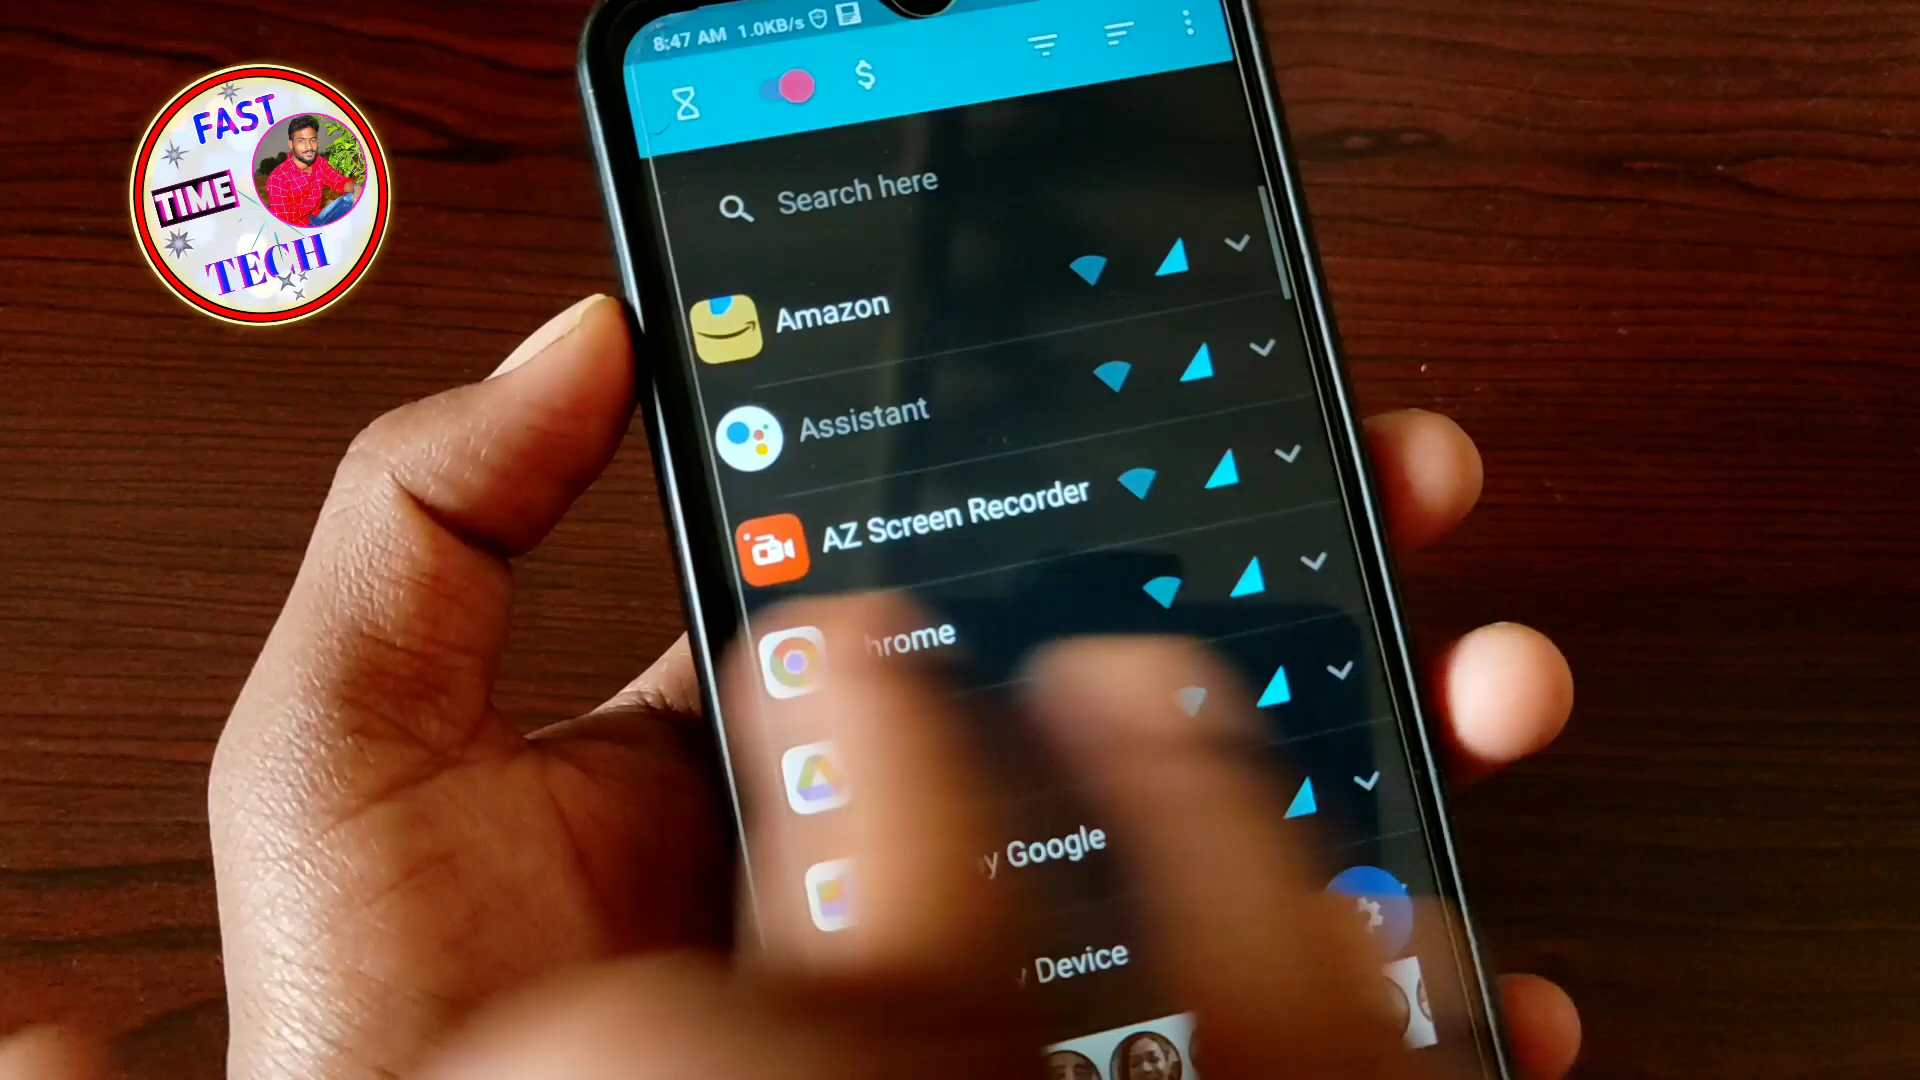 8:47 AM 1.0KB/s
$
FAST
TIME
TECH
Search here
Amazon
Assistant
AZ Screen Recorder
hrome
y Google
Device